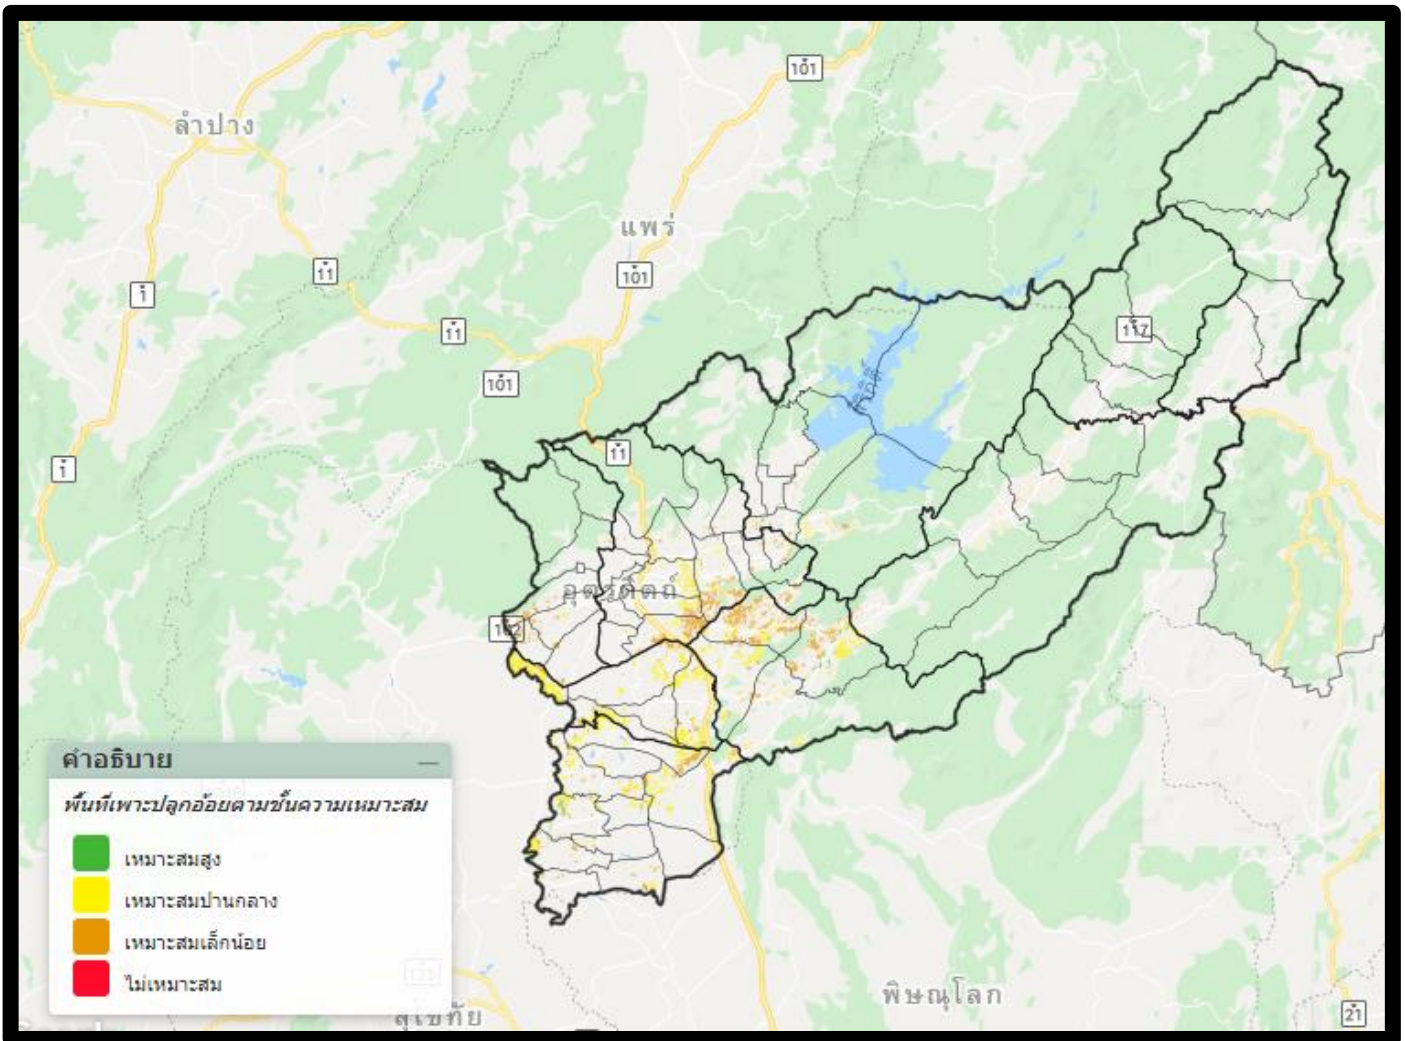 101
ลำปาง
แพร่
11
101
1
11
117
101
11
1
อุตรดิตถ์
102
คำอธิบาย
พื้นที่เพาะปลูกอ้อยตามชั้นความเหมาะสม
เหมาะสมสูง
เหมาะสมปานกลาง
เหมาะสมเล็กน้อย
ไม่เหมาะสม
125
พิษณุโลก
สุโขทัย
21